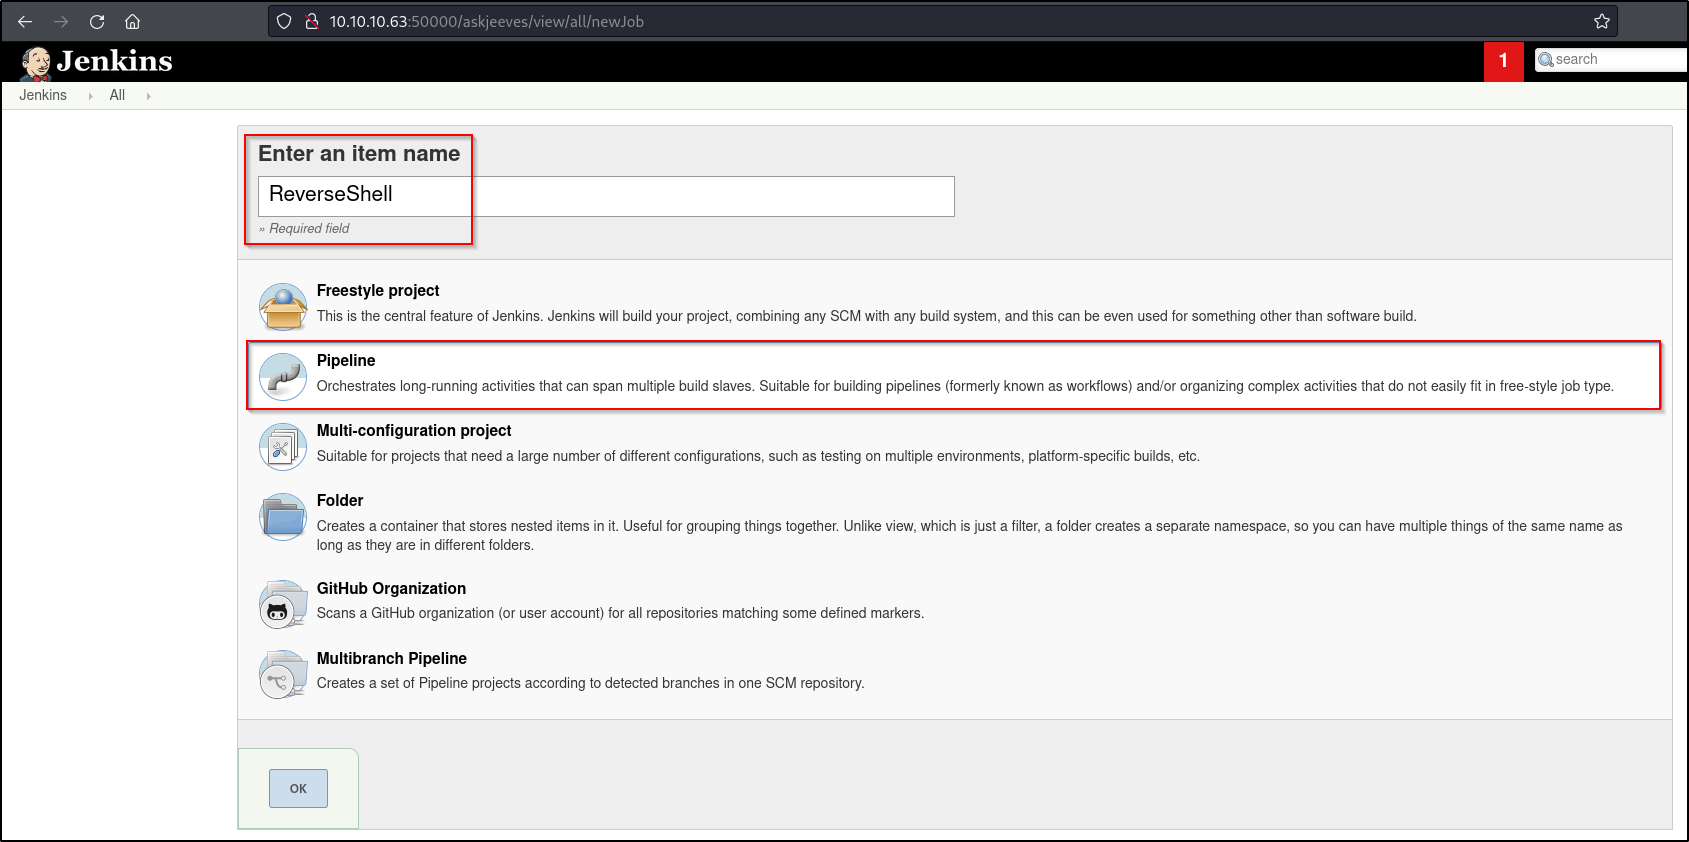 10.10.10.63:50000/askjeeves/view/all/newJob
Jenkins
1
search
Jenkins All
Enter an item name
ReverseShell
» Required field
Freestyle project
This is the central feature of Jenkins. Jenkins will build your project, combining any SCM with any build system, and this can be even used for something other than software build.
Pipeline
Orchestrates long-running activities that can span multiple build slaves. Suitable for building pipelines (formerly known as workflows) and/or organizing complex activities that do not easily fit in free-style job type.
Multi-configuration project
Suitable for projects that need a large number of different configurations, such as testing on multiple environments, platform-specific builds, etc.
Folder
Creates a container that stores nested items in it. Useful for grouping things together. Unlike view, which is just a filter, a folder creates a separate namespace, so you can have multiple things of the same name as
long as they are in different folders.
GitHub Organization
Scans a GitHub organization (or user account) for all repositories matching some defined markers.
Multibranch Pipeline
Creates a set of Pipeline projects according to detected branches in one SCM repository.
OK